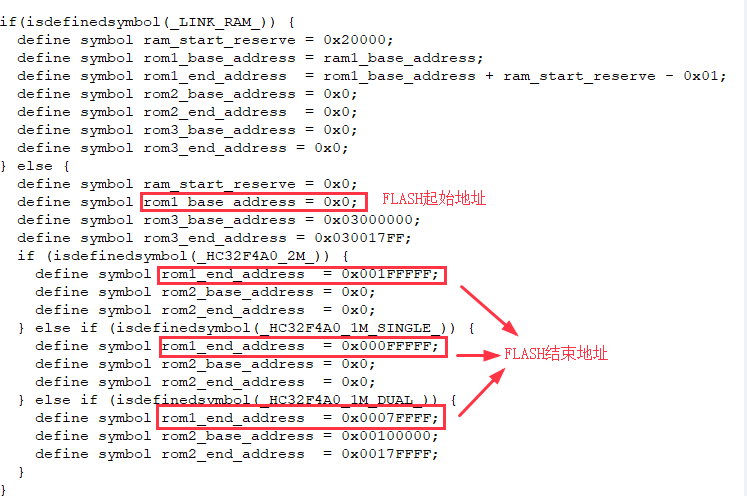 if(isdefinedsymbol(_LINK_RAM_)) {
  define symbol ram_start_reserve = 0x20000;
  define symbol rom1_base_address = ram1_base_address;
  define symbol rom1_end_address  = rom1_base_address + ram_start_reserve - 0x01;
  define symbol rom2_base_address = 0x0;
  define symbol rom2_end_address  = 0x0;
  define symbol rom3_base_address = 0x0;
  define symbol rom3_end_address = 0x0;
} else {
  define symbol ram_start_reserve = 0x0;
  define symbol rom1_base_address = 0x0; FLASH起始地址
  define symbol rom3_base_address = 0x03000000;
  define symbol rom3_end_address = 0x030017FF;
  if (isdefinedsymbol(_HC32F4A0_2M_)) {
    define symbol rom1_end_address  = 0x001FFFFF;
    define symbol rom2_base_address = 0x0;
    define symbol rom2_end_address  = 0x0;
  } else if (isdefinedsymbol(_HC32F4A0_1M_SINGLE_)) {
    define symbol rom1_end_address  = 0x000FFFFF; FLASH结束地址
    define symbol rom2_base_address = 0x0;
    define symbol rom2_end_address  = 0x0;
  } else if (isdefinedsymbol(_HC32F4A0_1M_DUAL_)) {
    define symbol rom1_end_address  = 0x0007FFFF;
    define symbol rom2_base_address = 0x00100000;
    define symbol rom2_end_address  = 0x0017FFFF;
  }
}